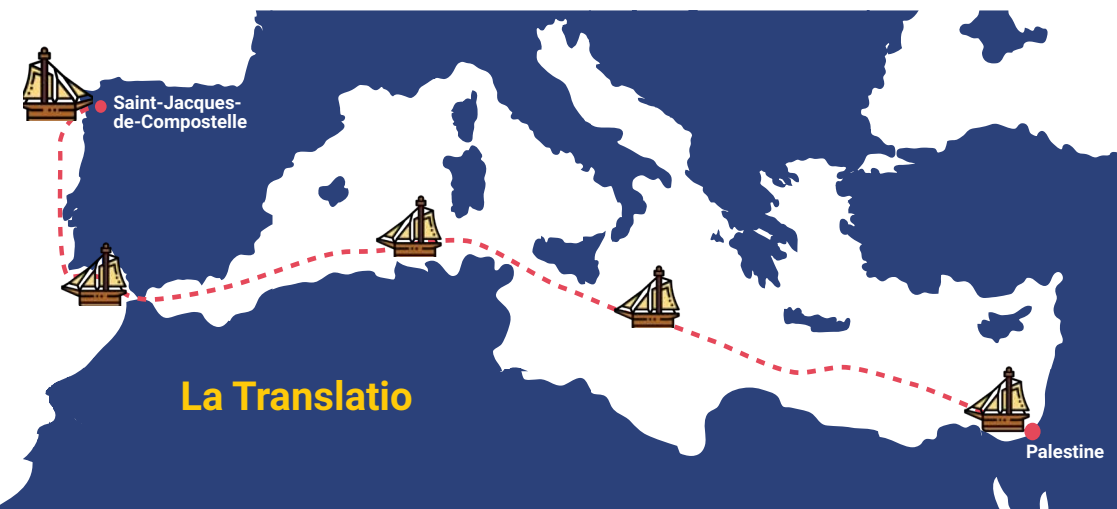 Saint-Jacques-
de-Compostelle
La Translatio
Palestine